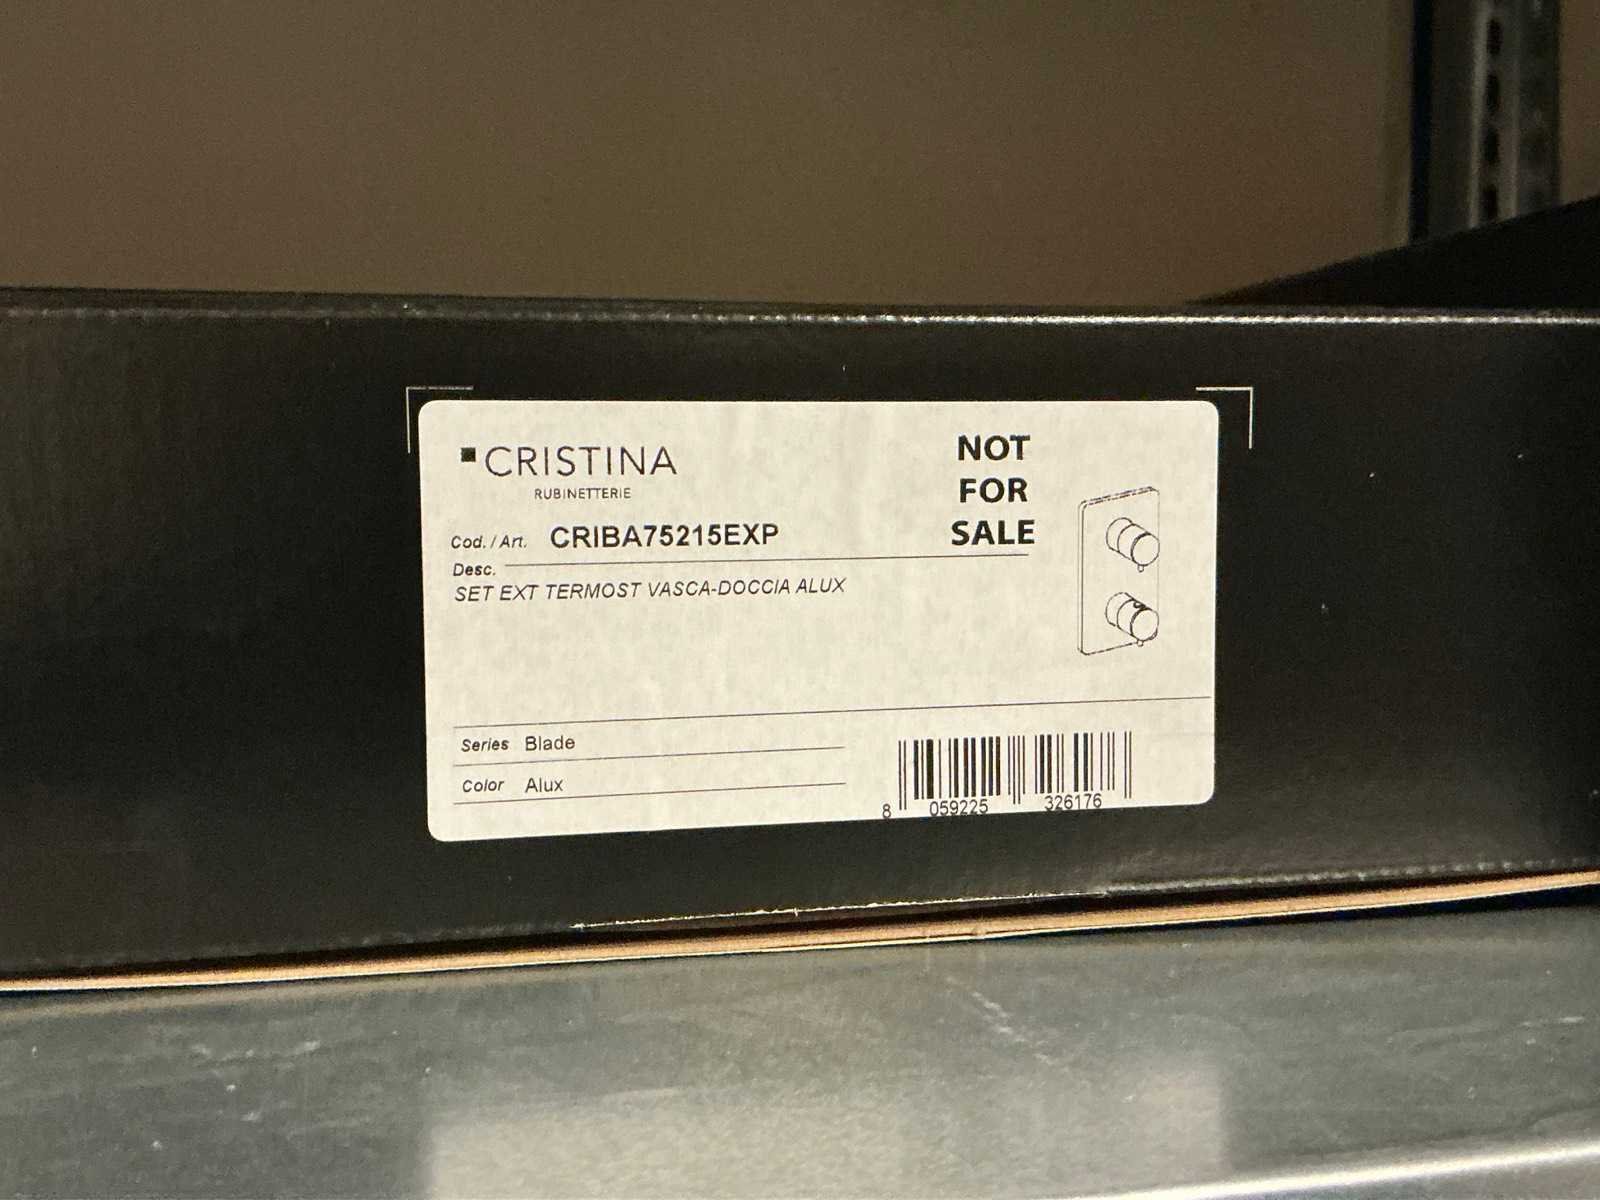 CRISTINA
RUBINETTERIE
NOT
FOR
SALE
Cod./Art. CRIBA75215EXP
Desc.
SET EXT TERMOST VASCA-DOCCIA ALUX
Series Blade
Color Alux
8 059225 326176